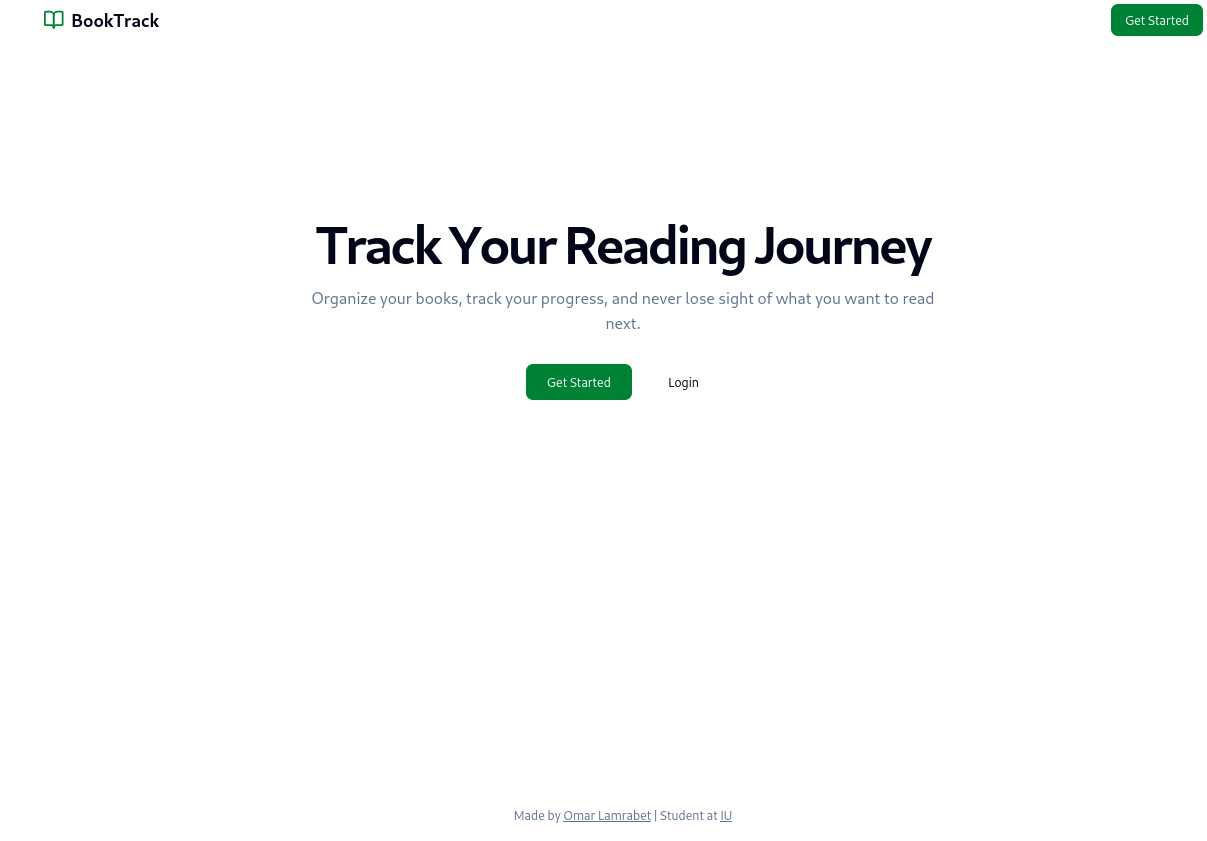 BookTrack
Get Started
Track Your Reading Journey
Organize your books, track your progress, and never lose sight of what you want to read
next.
Get Started
Login
Made by Omar Lamrabet | Student at IU